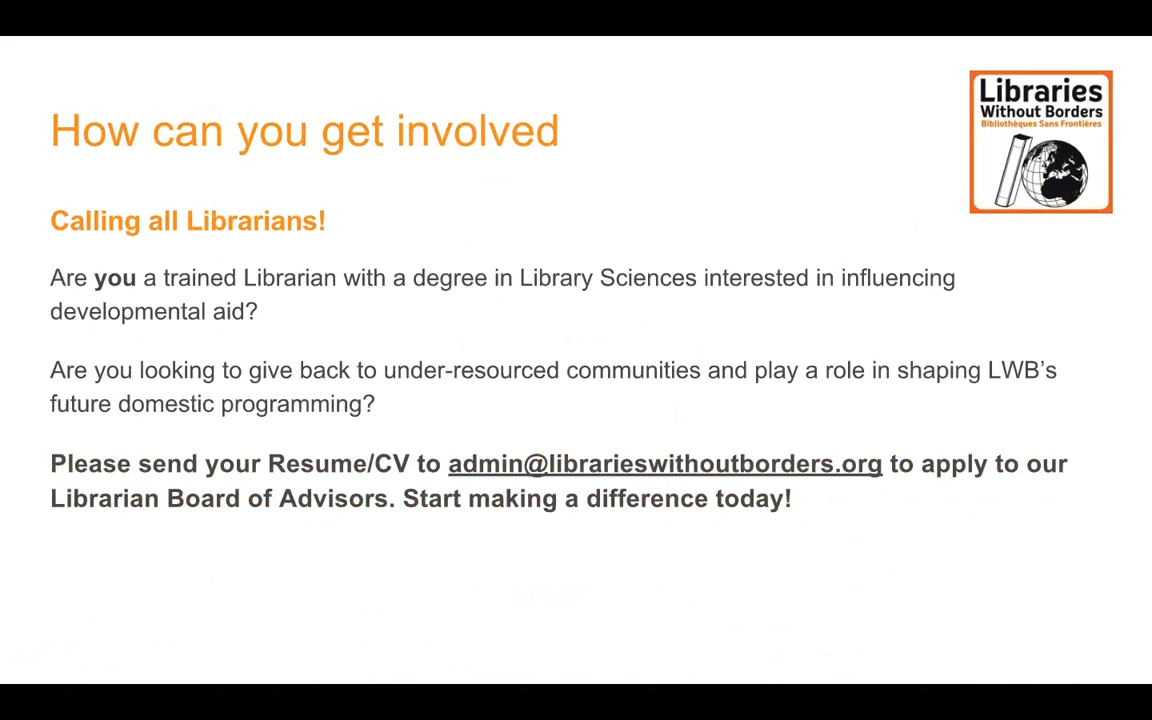 Libraries
Without Borders
Bibliothèques Sans Frontières
How can you get involved
Calling all Librarians!
Are you a trained Librarian with a degree in Library Sciences interested in influencing
developmental aid?
Are you looking to give back to under-resourced communities and play a role in shaping LWB’s
future domestic programming?
Please send your Resume/CV to admin@librarieswithoutborders.org to apply to our
Librarian Board of Advisors. Start making a difference today!